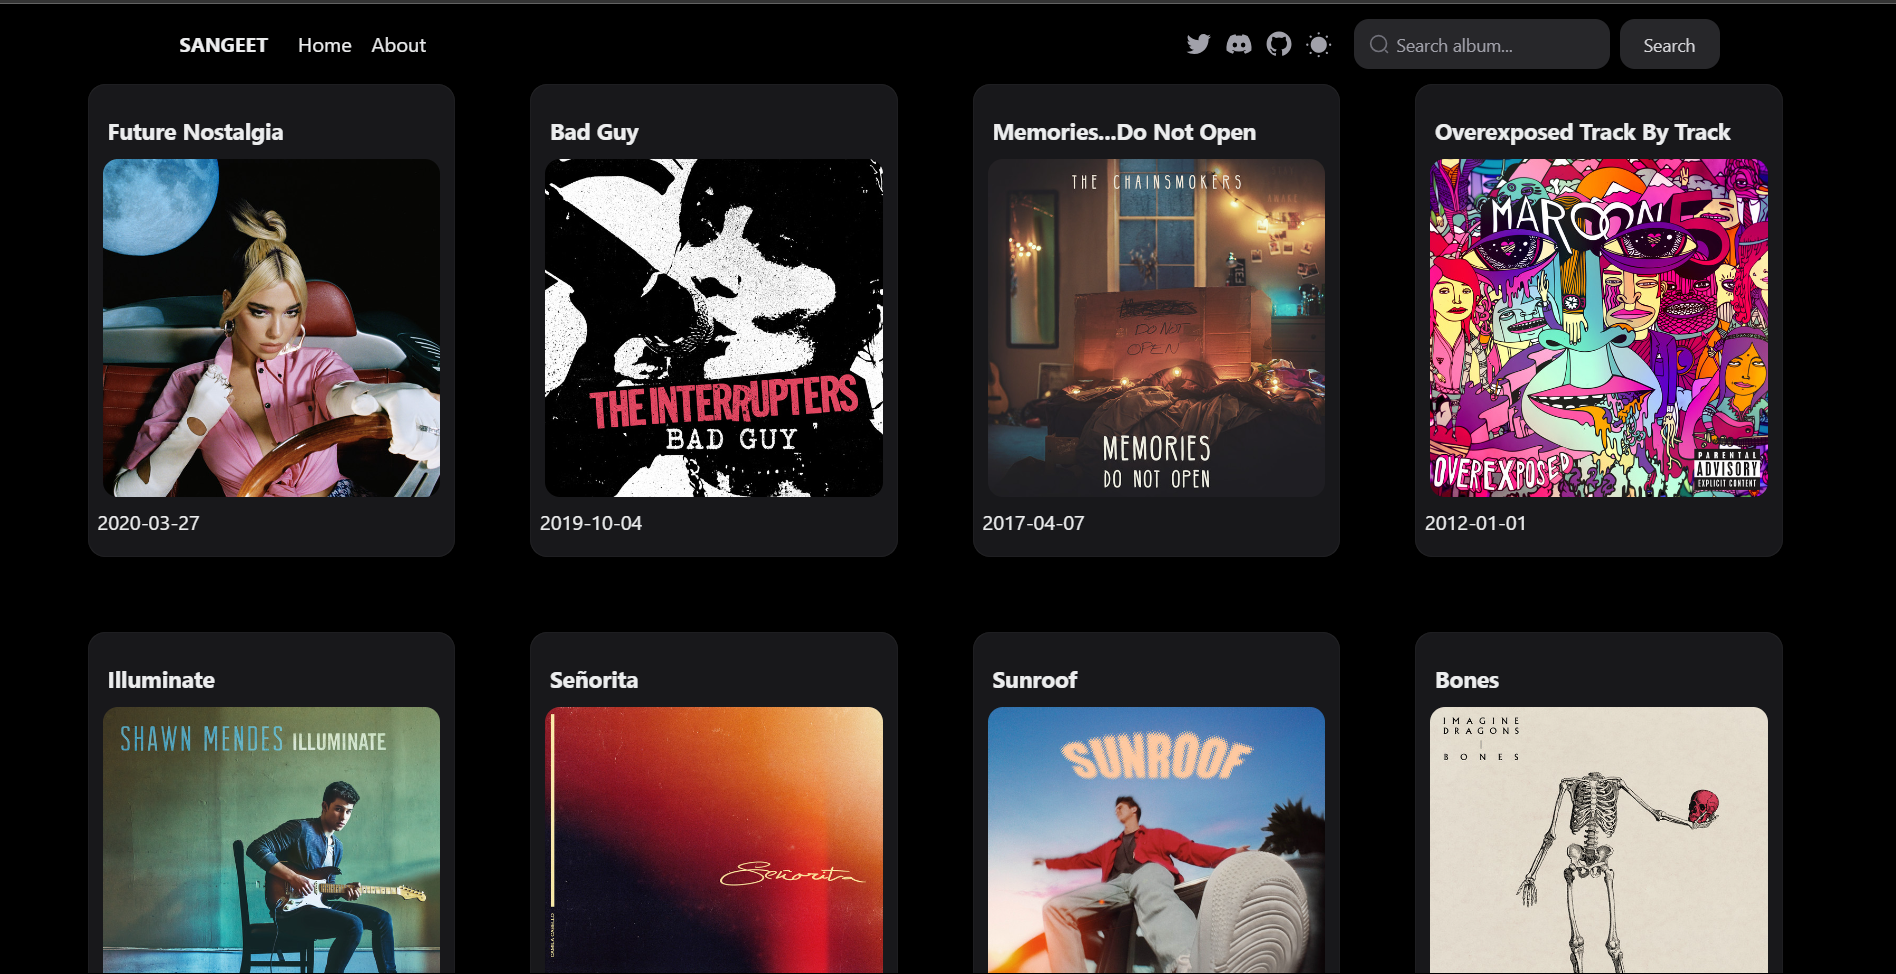 SANGEET Home About Search album... Search
Future Nostalgia
Bad Guy
Memories...Do Not Open
Overexposed Track By Track
THE INTERRUPTERS
BAD GUY
THE CHAINSMOKERS
DO NOT
OPEN
MEMORIES
DO NOT OPEN
MAROON 5
OVEREXPOSED
PARENTAL
ADVISORY
EXPLICIT CONTENT
2020-03-27
2019-10-04
2017-04-07
2012-01-01
Illuminate
Señorita
Sunroof
Bones
SHAWN MENDES ILLUMINATE
Señorita
CAMILA CABELLO
SUNROOF
IMAGINE
DRAGONS
BONES